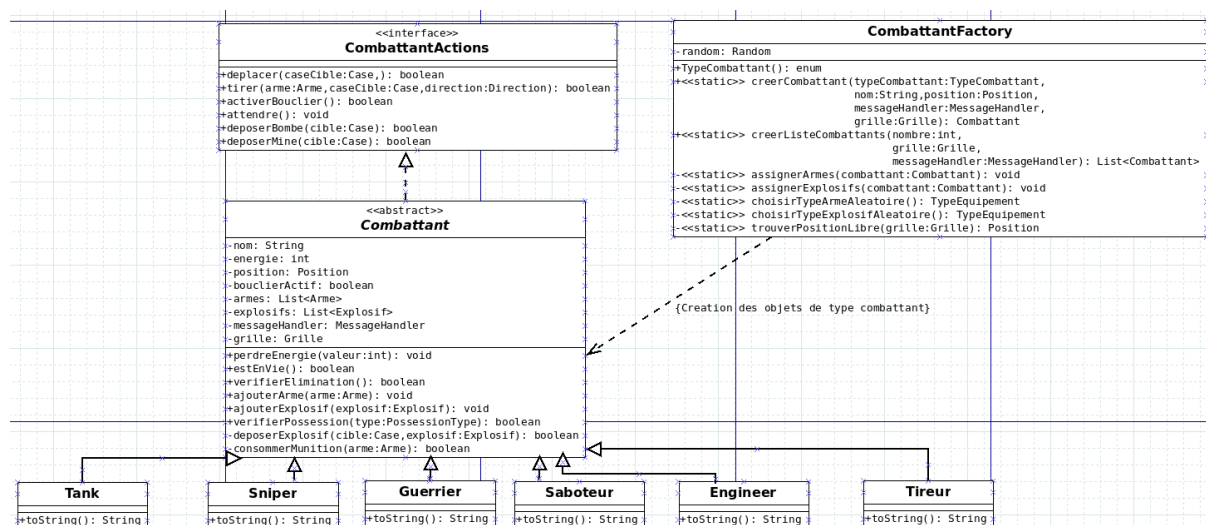 <<interface>>
CombattantActions
+deplacer(caseCible:Case,): boolean
+tirer(arme:Arme,caseCible:Case,direction:Direction): boolean
+activerBouclier(): boolean
+attendre(): void
+deposerBombe(cible:Case): boolean
+deposerMine(cible:Case): boolean
CombattantFactory
-random: Random
+TypeCombattant(): enum
+<<static>> creerCombattant(typeCombattant:TypeCombattant,
nom:String,position:Position,
messageHandler:MessageHandler,
grille:Grille): Combattant
+<<static>> creerListeCombattants(nombre:int,
grille:Grille,
messageHandler:MessageHandler): List<Combattant>
-<<static>> assignerArmes(combattant:Combattant): void
-<<static>> assignerExplosifs(combattant:Combattant): void
-<<static>> choisirTypeArmeAleatoire(): TypeEquipement
-<<static>> choisirTypeExplosifAleatoire(): TypeEquipement
-<<static>> trouverPositionLibre(grille:Grille): Position
<<abstract>>
Combattant
-nom: String
-energie: int
-position: Position
-bouclierActif: boolean
-armes: List<Arme>
-explosifs: List<Explosif>
-messageHandler: MessageHandler
-grille: Grille
+perdreEnergie(valeur:int): void
+estEnVie(): boolean
+verifierElimination(): boolean
+ajouterArme(arme:Arme): void
+ajouterExplosif(explosif:Explosif): void
+verifierPossession(type:PossessionType): boolean
-deposerExplosif(cible:Case,explosif:Explosif): boolean
-consommerMunition(arme:Arme): boolean
{Creation des objets de type combattant}
Tank
+toString(): String
Sniper
+toString(): String
Guerrier
+toString(): String
Saboteur
+toString(): String
Engineer
+toString(): String
Tireur
+toString(): String